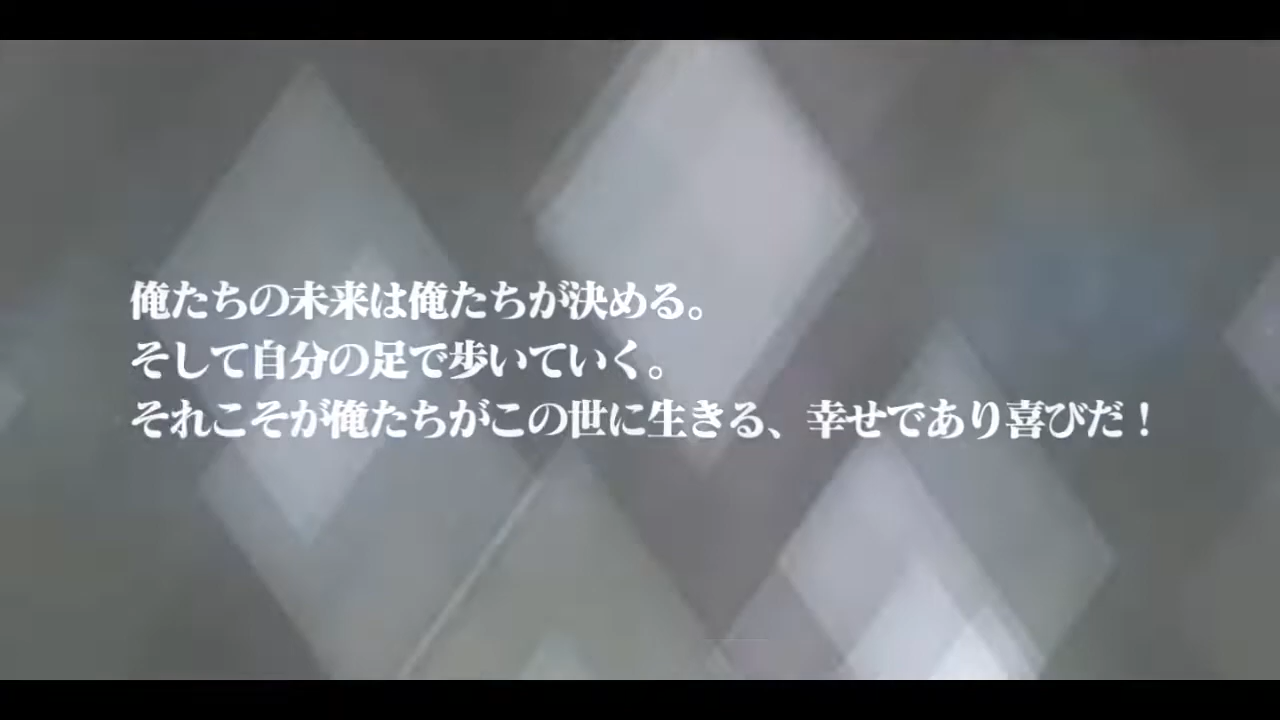 俺たちの未来は俺たちが決める。
そして自分の足で歩いていく。
それこそが俺たちがこの世に生きる、幸せであり喜びだ！